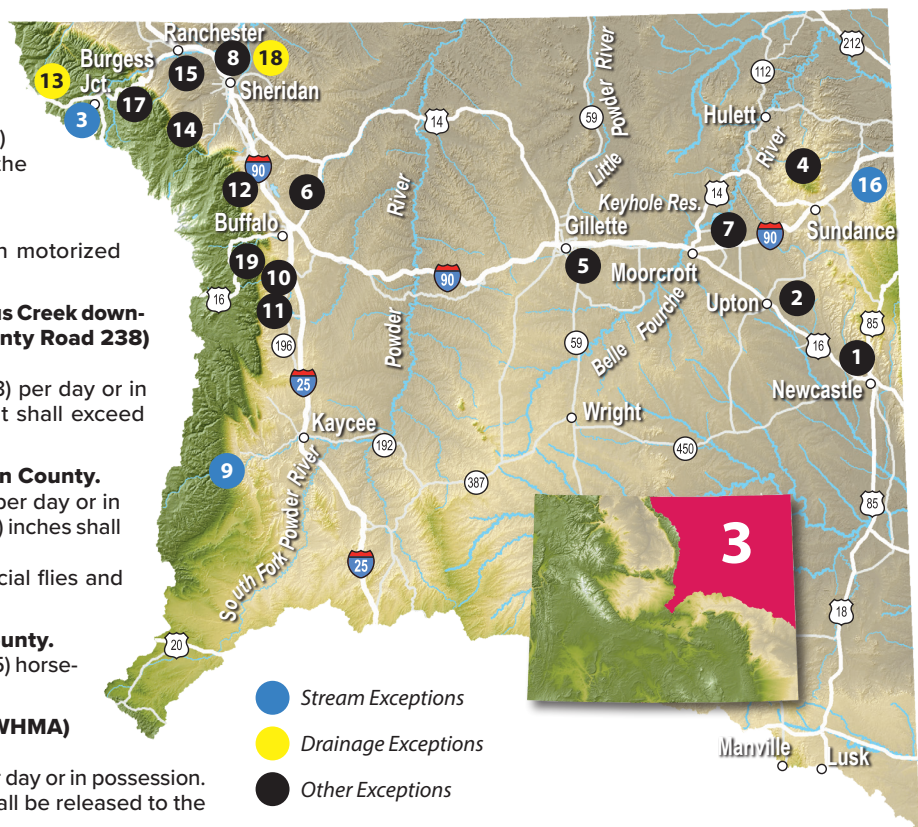 )
the
n motorized
us Creek down-
nty Road 238)
3) per day or in
t shall exceed
n County.
per day or in
) inches shall
cial flies and
unty.
5) horse-
WHMA)
r day or in possession.
all be released to the
Ranchester
8
18
Burgess
Jct.
15
13
Sheridan
17
3
14
90
12
6
Buffalo
19
10
16
11
196
25
Kaycee
192
9
South Fork Powder River
25
20
14
River
90
Powder
387
Little Powder River
59
212
112
Hulett
River
4
14
16
Keyhole Res.
7
90
Sundance
Gillette
5
Moorcroft
Upton
2
85
59
Belle Fourche
16
1
Newcastle
Wright
450
85
3
18
Manville
Lusk
Stream Exceptions
Drainage Exceptions
Other Exceptions